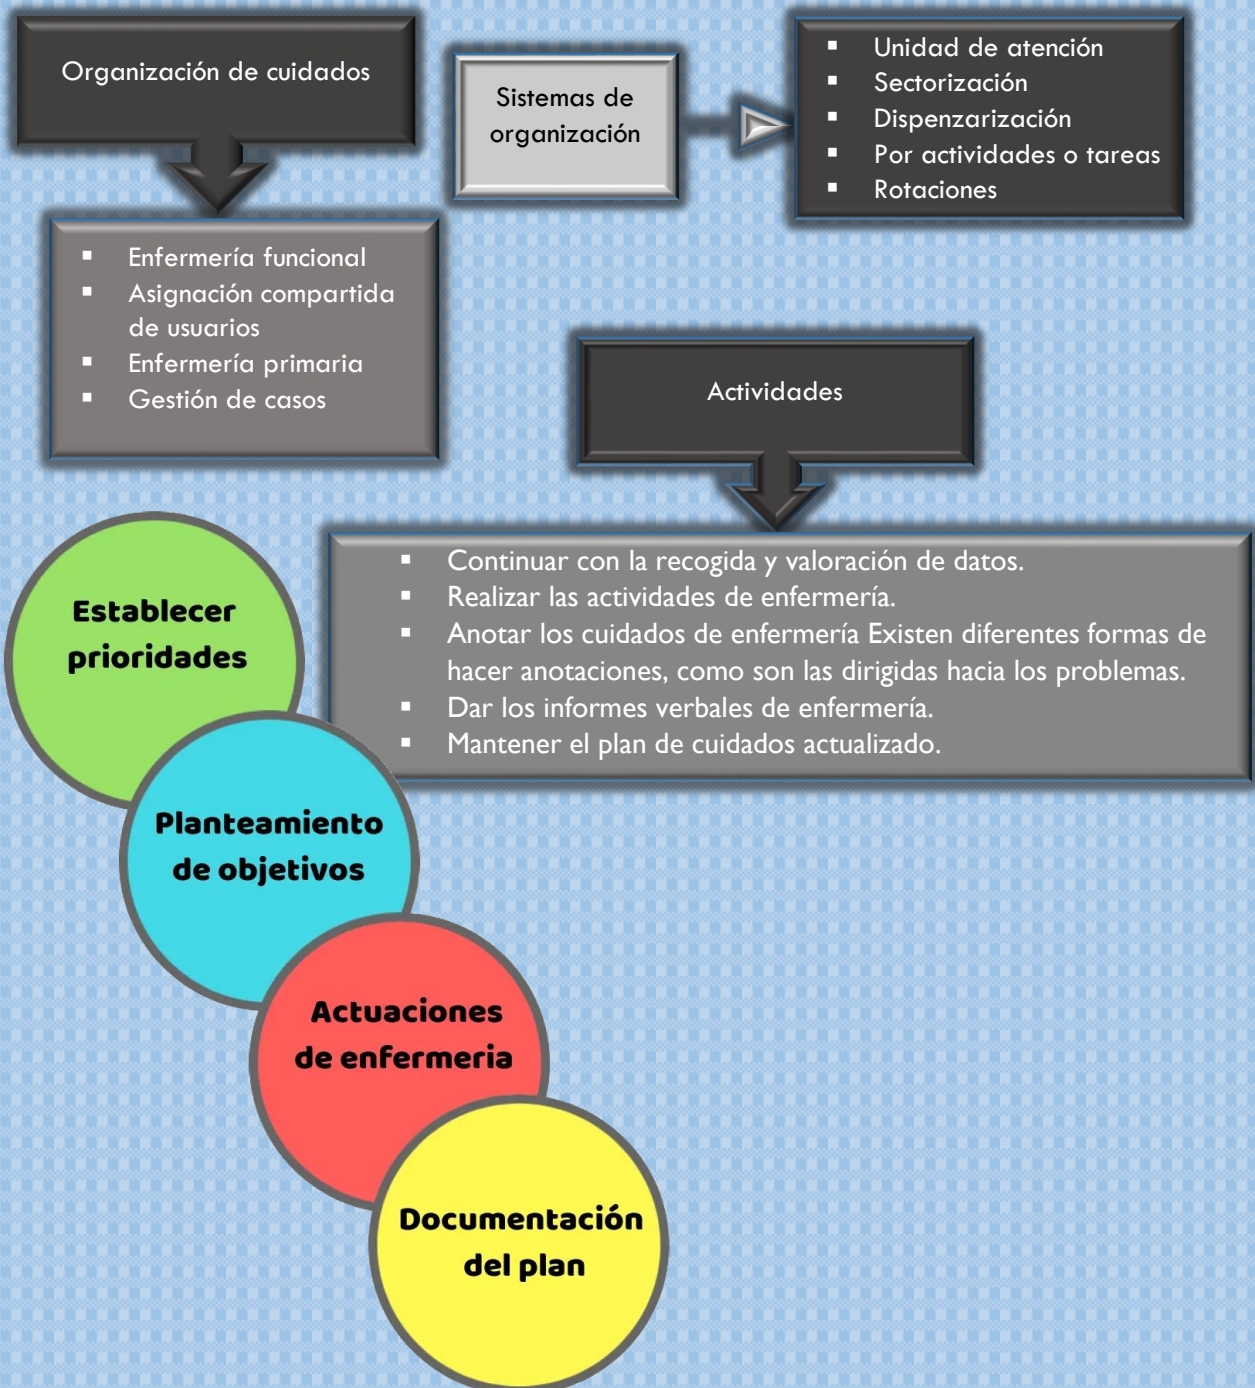 Organización de cuidados
▪ Enfermería funcional
▪ Asignación compartida
de usuarios
▪ Enfermería primaria
▪ Gestión de casos
Sistemas de
organización
▪ Unidad de atención
▪ Sectorización
▪ Dispenzarización
▪ Por actividades o tareas
▪ Rotaciones
Actividades
▪ Continuar con la recogida y valoración de datos.
▪ Realizar las actividades de enfermería.
▪ Anotar los cuidados de enfermería Existen diferentes formas de
hacer anotaciones, como son las dirigidas hacia los problemas.
▪ Dar los informes verbales de enfermería.
▪ Mantener el plan de cuidados actualizado.
Establecer
prioridades
Planteamiento
de objetivos
Actuaciones
de enfermeria
Documentación
del plan